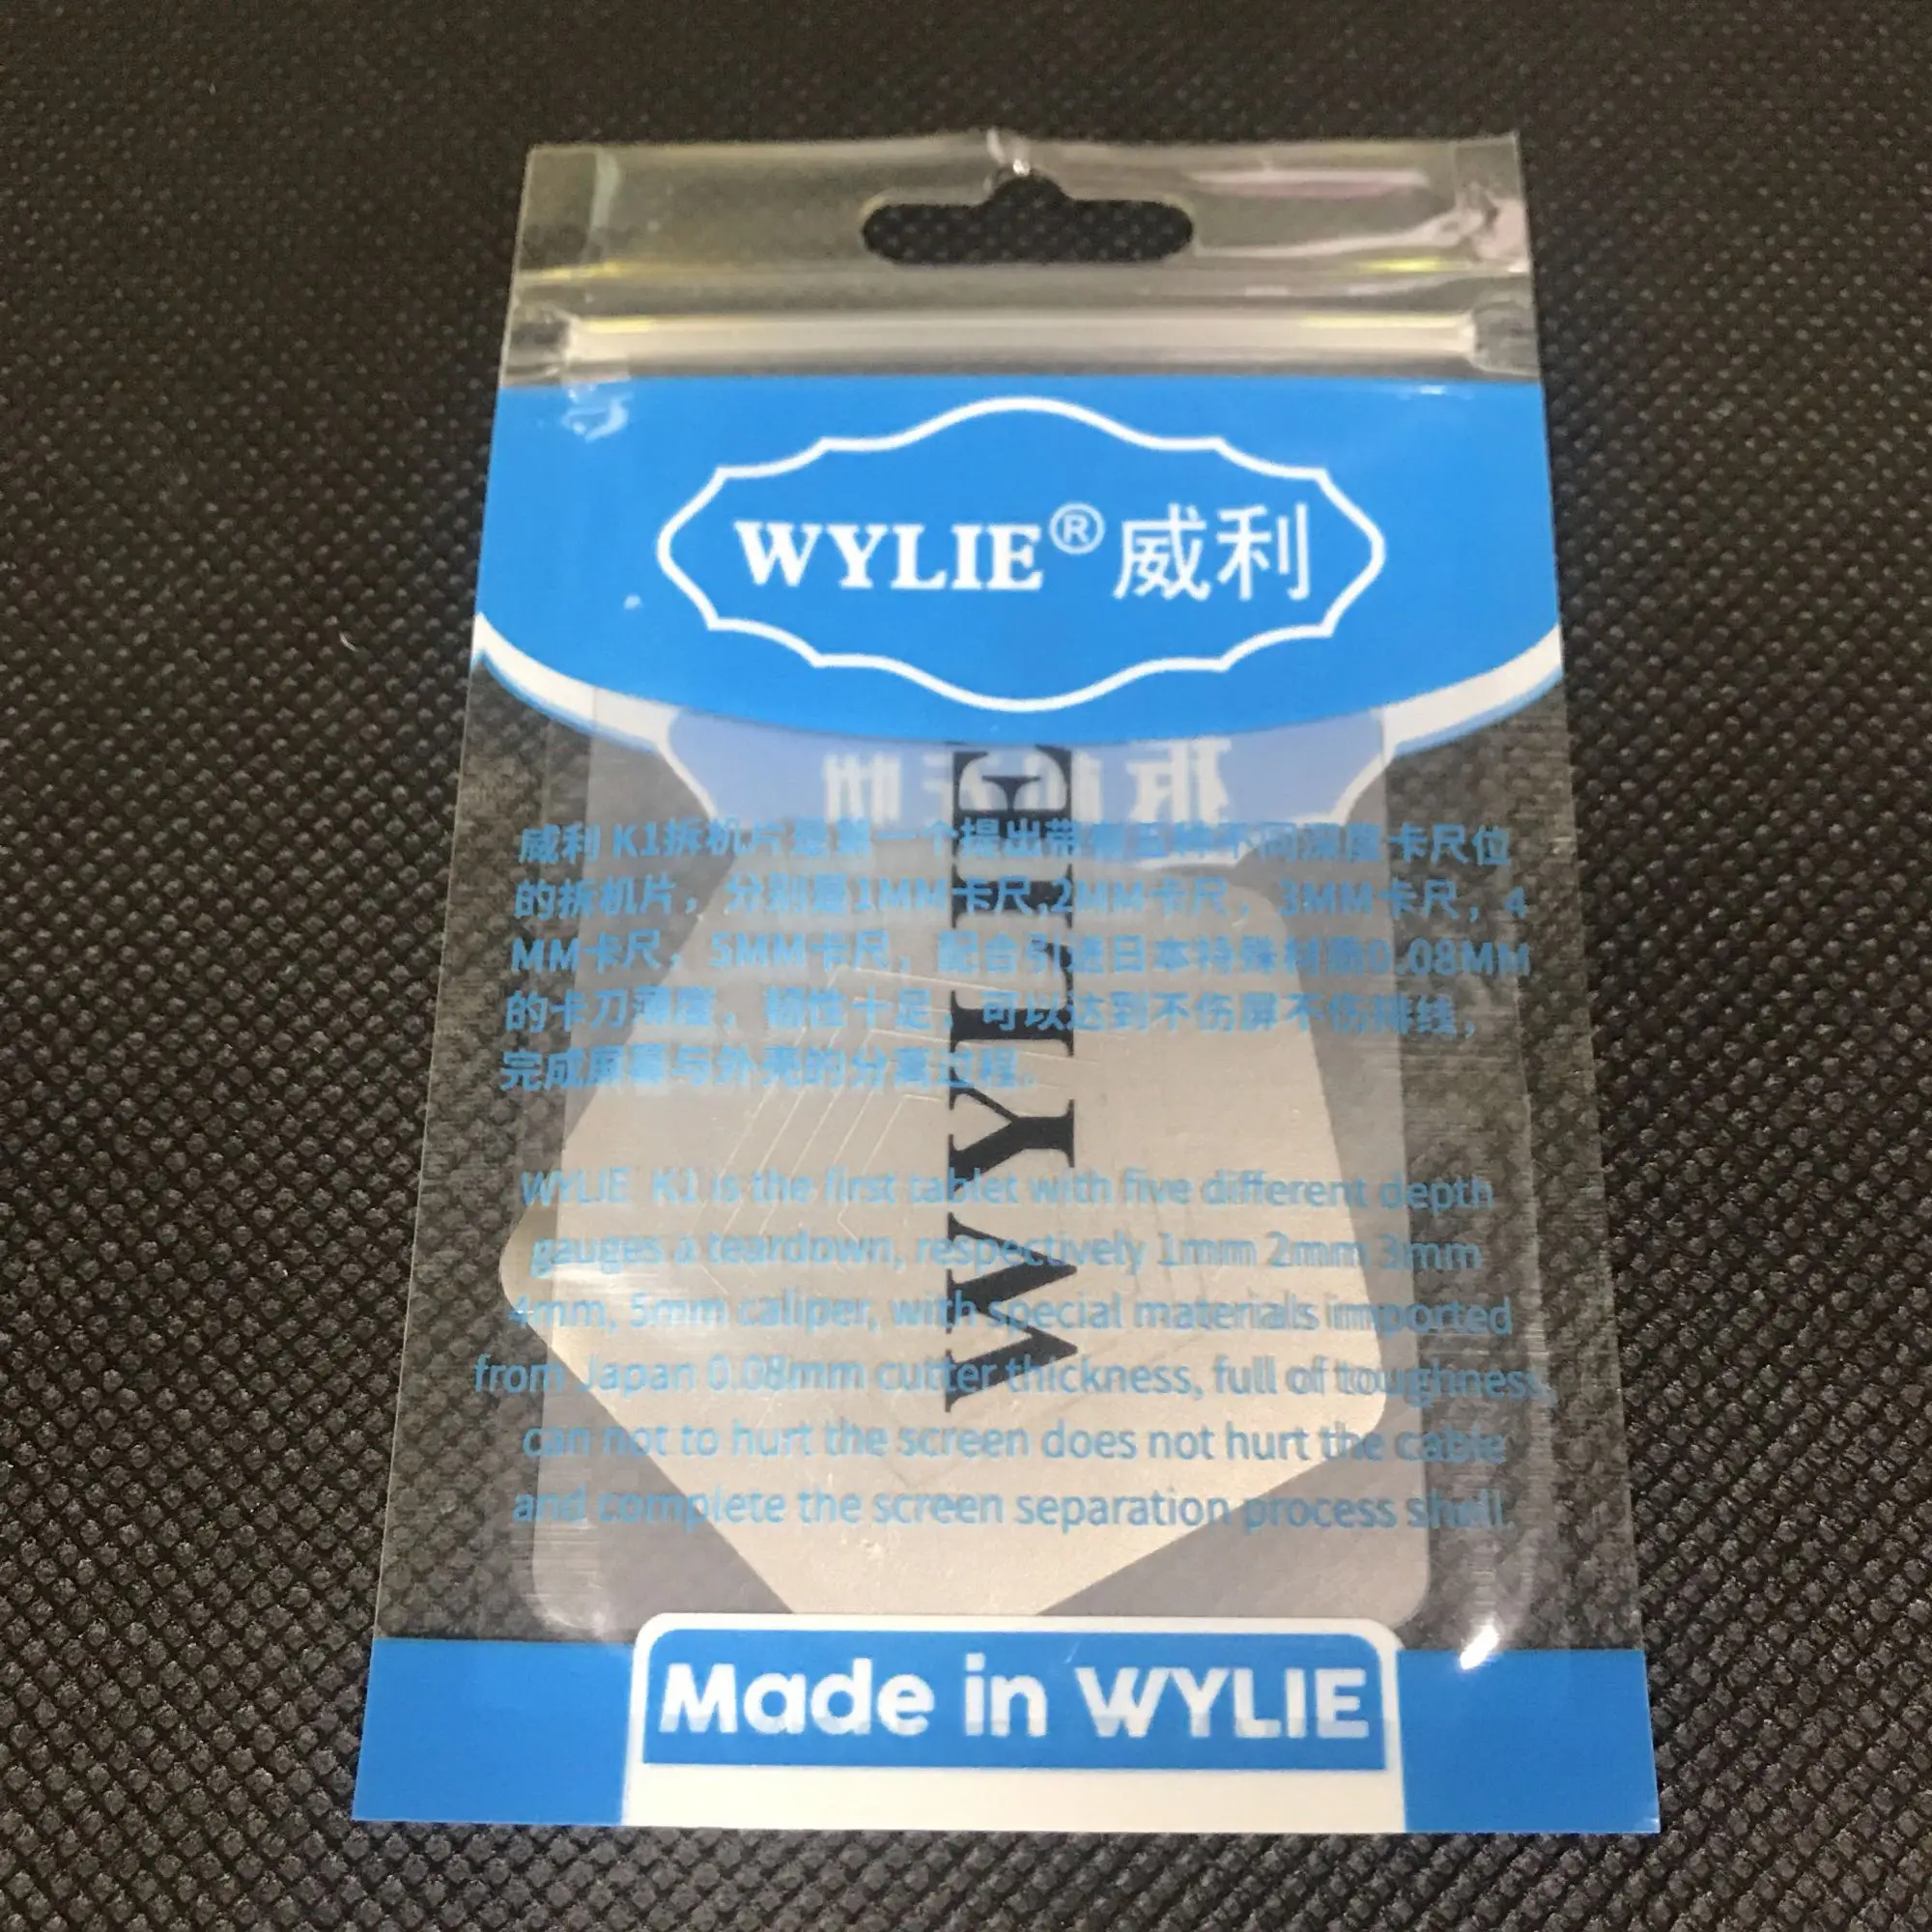 WYLIE® 威利
威利 K1拆机片是第一个提出带有五种不同深度卡尺位
的拆机片，分别是1MM卡尺,2MM卡尺，3MM卡尺，4
MM卡尺，5MM卡尺，配合引进日本特殊材质0.08MM
的卡刀薄度，韧性十足，可以达到不伤屏不伤排线，
完成屏幕与外壳的分离过程。
WYLIE
WYLIE K1 is the first tablet with five different depth
gauges a teardown, respectively 1mm 2mm 3mm
4mm, 5mm caliper, with special materials imported
from Japan 0.08mm cutter thickness, full of toughness,
can not to hurt the screen does not hurt the cable
and complete the screen separation process shell.
Made in WYLIE